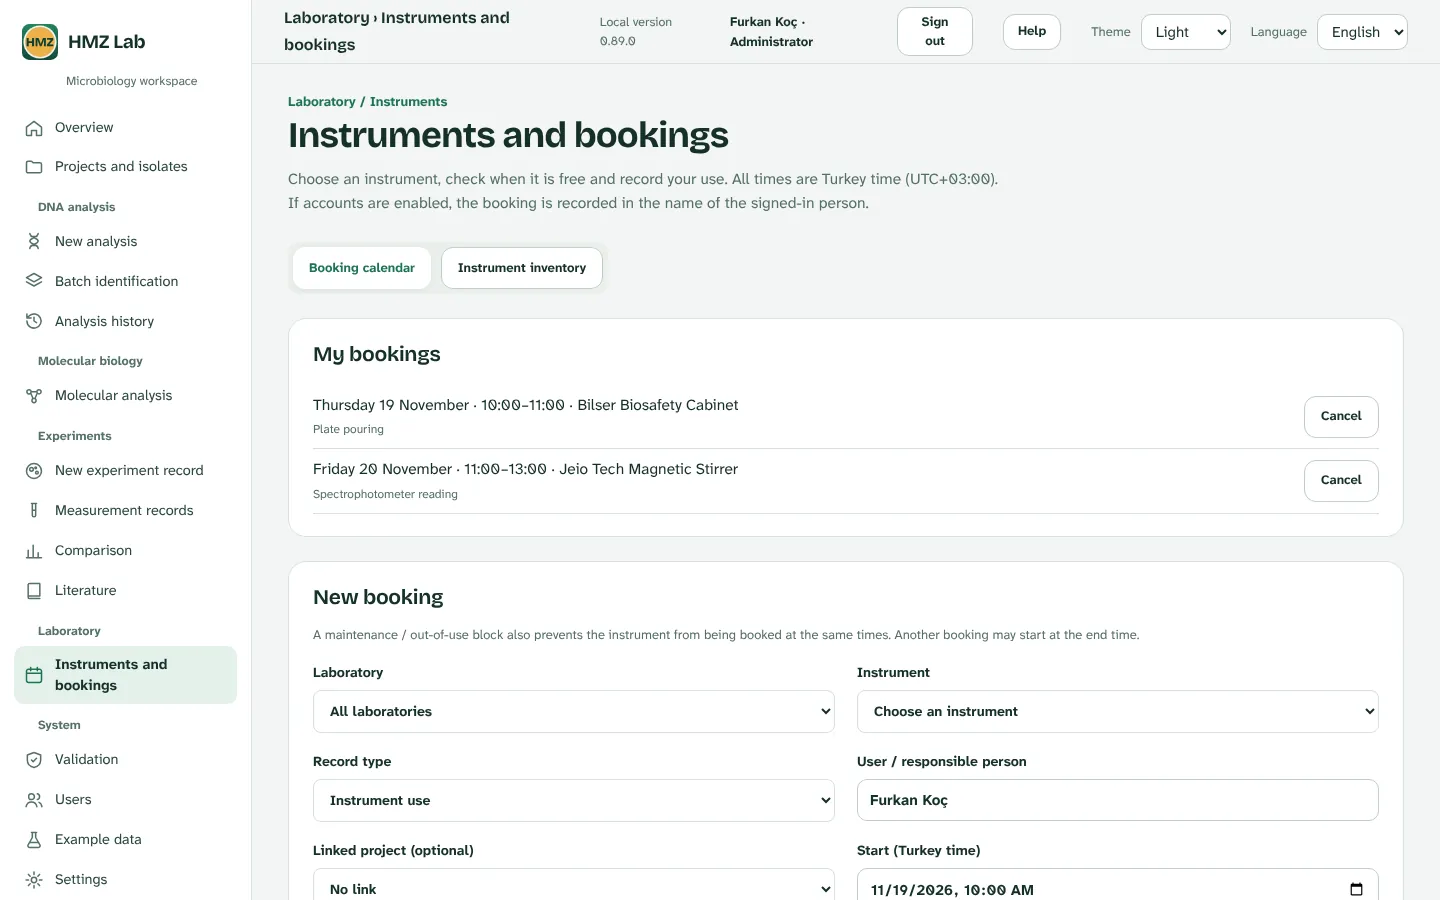 HMZ
HMZ Lab
Microbiology workspace
Overview
Projects and isolates
DNA analysis
New analysis
Batch identification
Analysis history
Molecular biology
Molecular analysis
Experiments
New experiment record
Measurement records
Comparison
Literature
Laboratory
Instruments and
bookings
System
Validation
Users
Example data
Settings
Laboratory › Instruments and
bookings
Local version
0.89.0
Furkan Koç ·
Administrator
Sign
out
Help
Theme
Light
Language
English
Laboratory / Instruments
Instruments and bookings
Choose an instrument, check when it is free and record your use. All times are Turkey time (UTC+03:00).
If accounts are enabled, the booking is recorded in the name of the signed-in person.
Booking calendar
Instrument inventory
My bookings
Thursday 19 November · 10:00–11:00 · Bilser Biosafety Cabinet
Plate pouring
Cancel
Friday 20 November · 11:00–13:00 · Jeio Tech Magnetic Stirrer
Spectrophotometer reading
Cancel
New booking
A maintenance / out-of-use block also prevents the instrument from being booked at the same times. Another booking may start at the end time.
Laboratory
All laboratories
Instrument
Choose an instrument
Record type
Instrument use
User / responsible person
Furkan Koç
Linked project (optional)
No link
Start (Turkey time)
11/19/2026, 10:00 AM